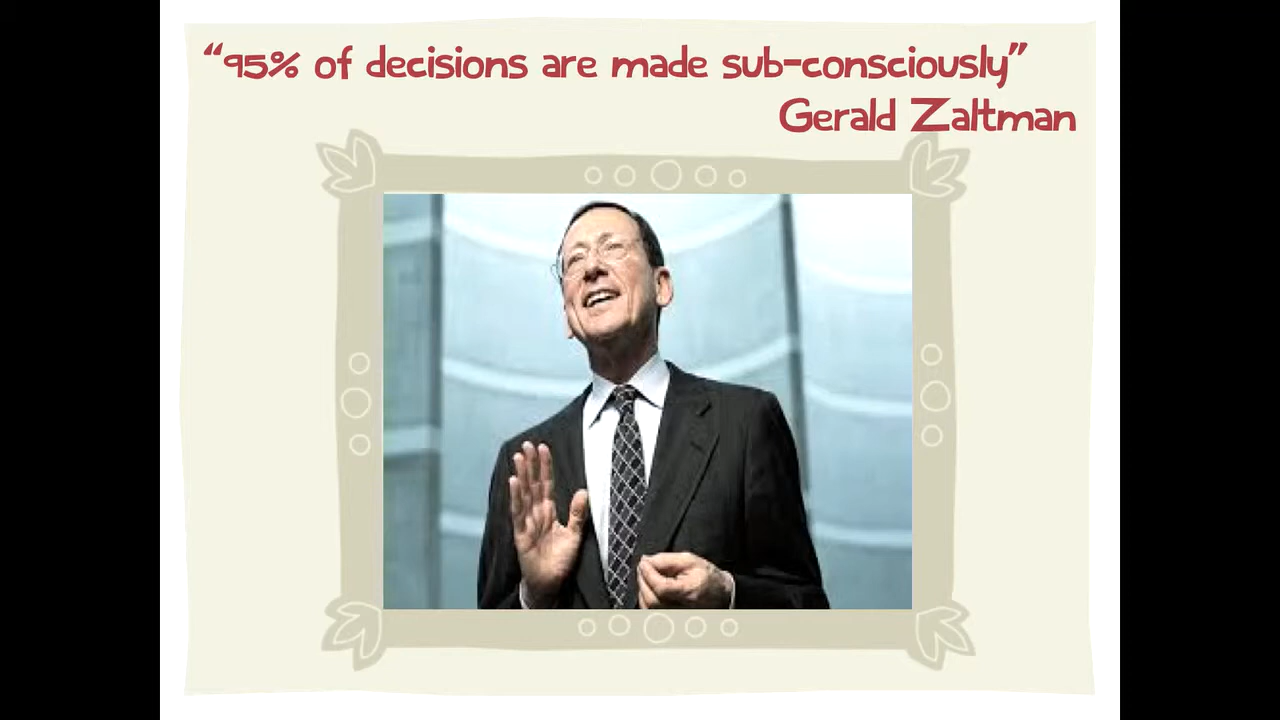 “95% of decisions are made sub-consciously”
Gerald Zaltman